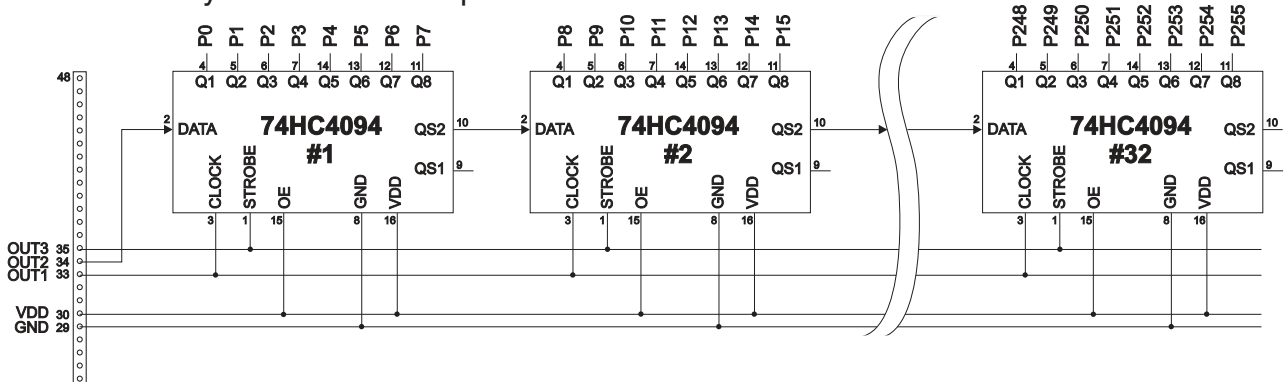 P0 P1 P2 P3 P4 P5 P6 P7 P8 P9 P10 P11 P12 P13 P14 P15 P248 P249 P250 P251 P252 P253 P254 P255
4 5 6 7 14 13 12 11 4 5 6 7 14 13 12 11 4 5 6 7 14 13 12 11
48 Q1 Q2 Q3 Q4 Q5 Q6 Q7 Q8 Q1 Q2 Q3 Q4 Q5 Q6 Q7 Q8 Q1 Q2 Q3 Q4 Q5 Q6 Q7 Q8
2 DATA 74HC4094 QS2 10 2 DATA 74HC4094 QS2 10 2 DATA 74HC4094 QS2 10
#1 #2 #32
QS1 9 QS1 9 QS1 9
CLOCK STROBE OE GND VDD CLOCK STROBE OE GND VDD CLOCK STROBE OE GND VDD
3 1 15 8 16 3 1 15 8 16 3 1 15 8 16
OUT3 35
OUT2 34
OUT1 33
VDD 30
GND 29